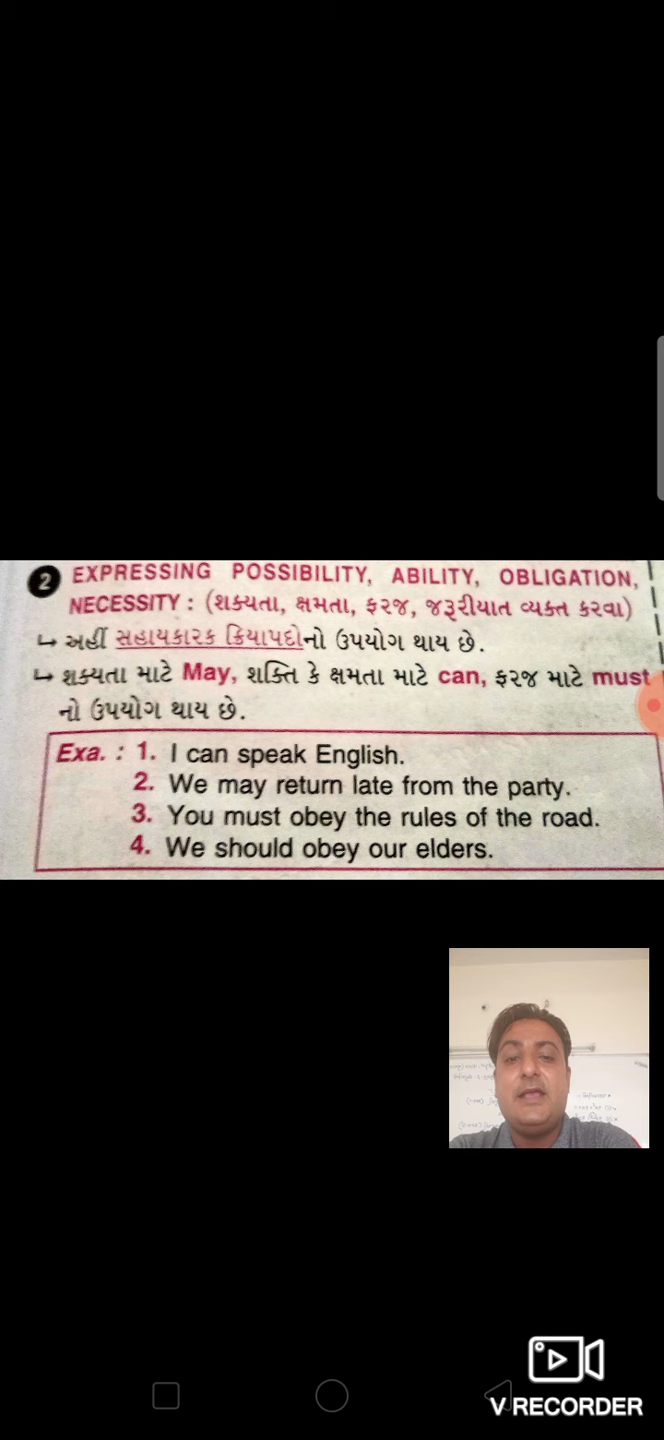 2 EXPRESSING POSSIBILITY, ABILITY, OBLIGATION,
NECESSITY : (શક્યતા, ક્ષમતા, ફરજ, જરૂરીયાત વ્યક્ત કરવા)
↳ અહીં સહાયકારક ક્રિયાપદોનો ઉપયોગ થાય છે.
↳ શક્યતા માટે May, શક્તિ કે ક્ષમતા માટે can, ફરજ માટે must
નો ઉપયોગ થાય છે.
Exa. : 1. I can speak English.
2. We may return late from the party.
3. You must obey the rules of the road.
4. We should obey our elders.
V RECORDER